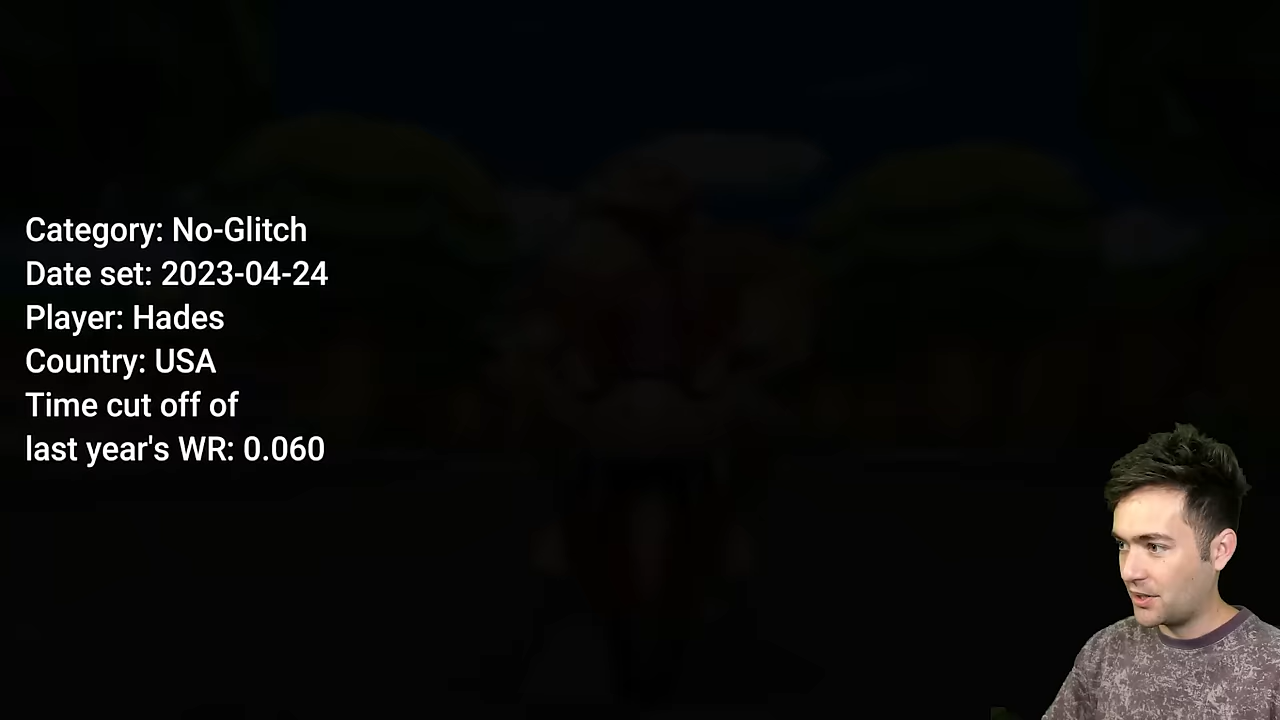 Category: No-Glitch
Date set: 2023-04-24
Player: Hades
Country: USA
Time cut off of
last year's WR: 0.060